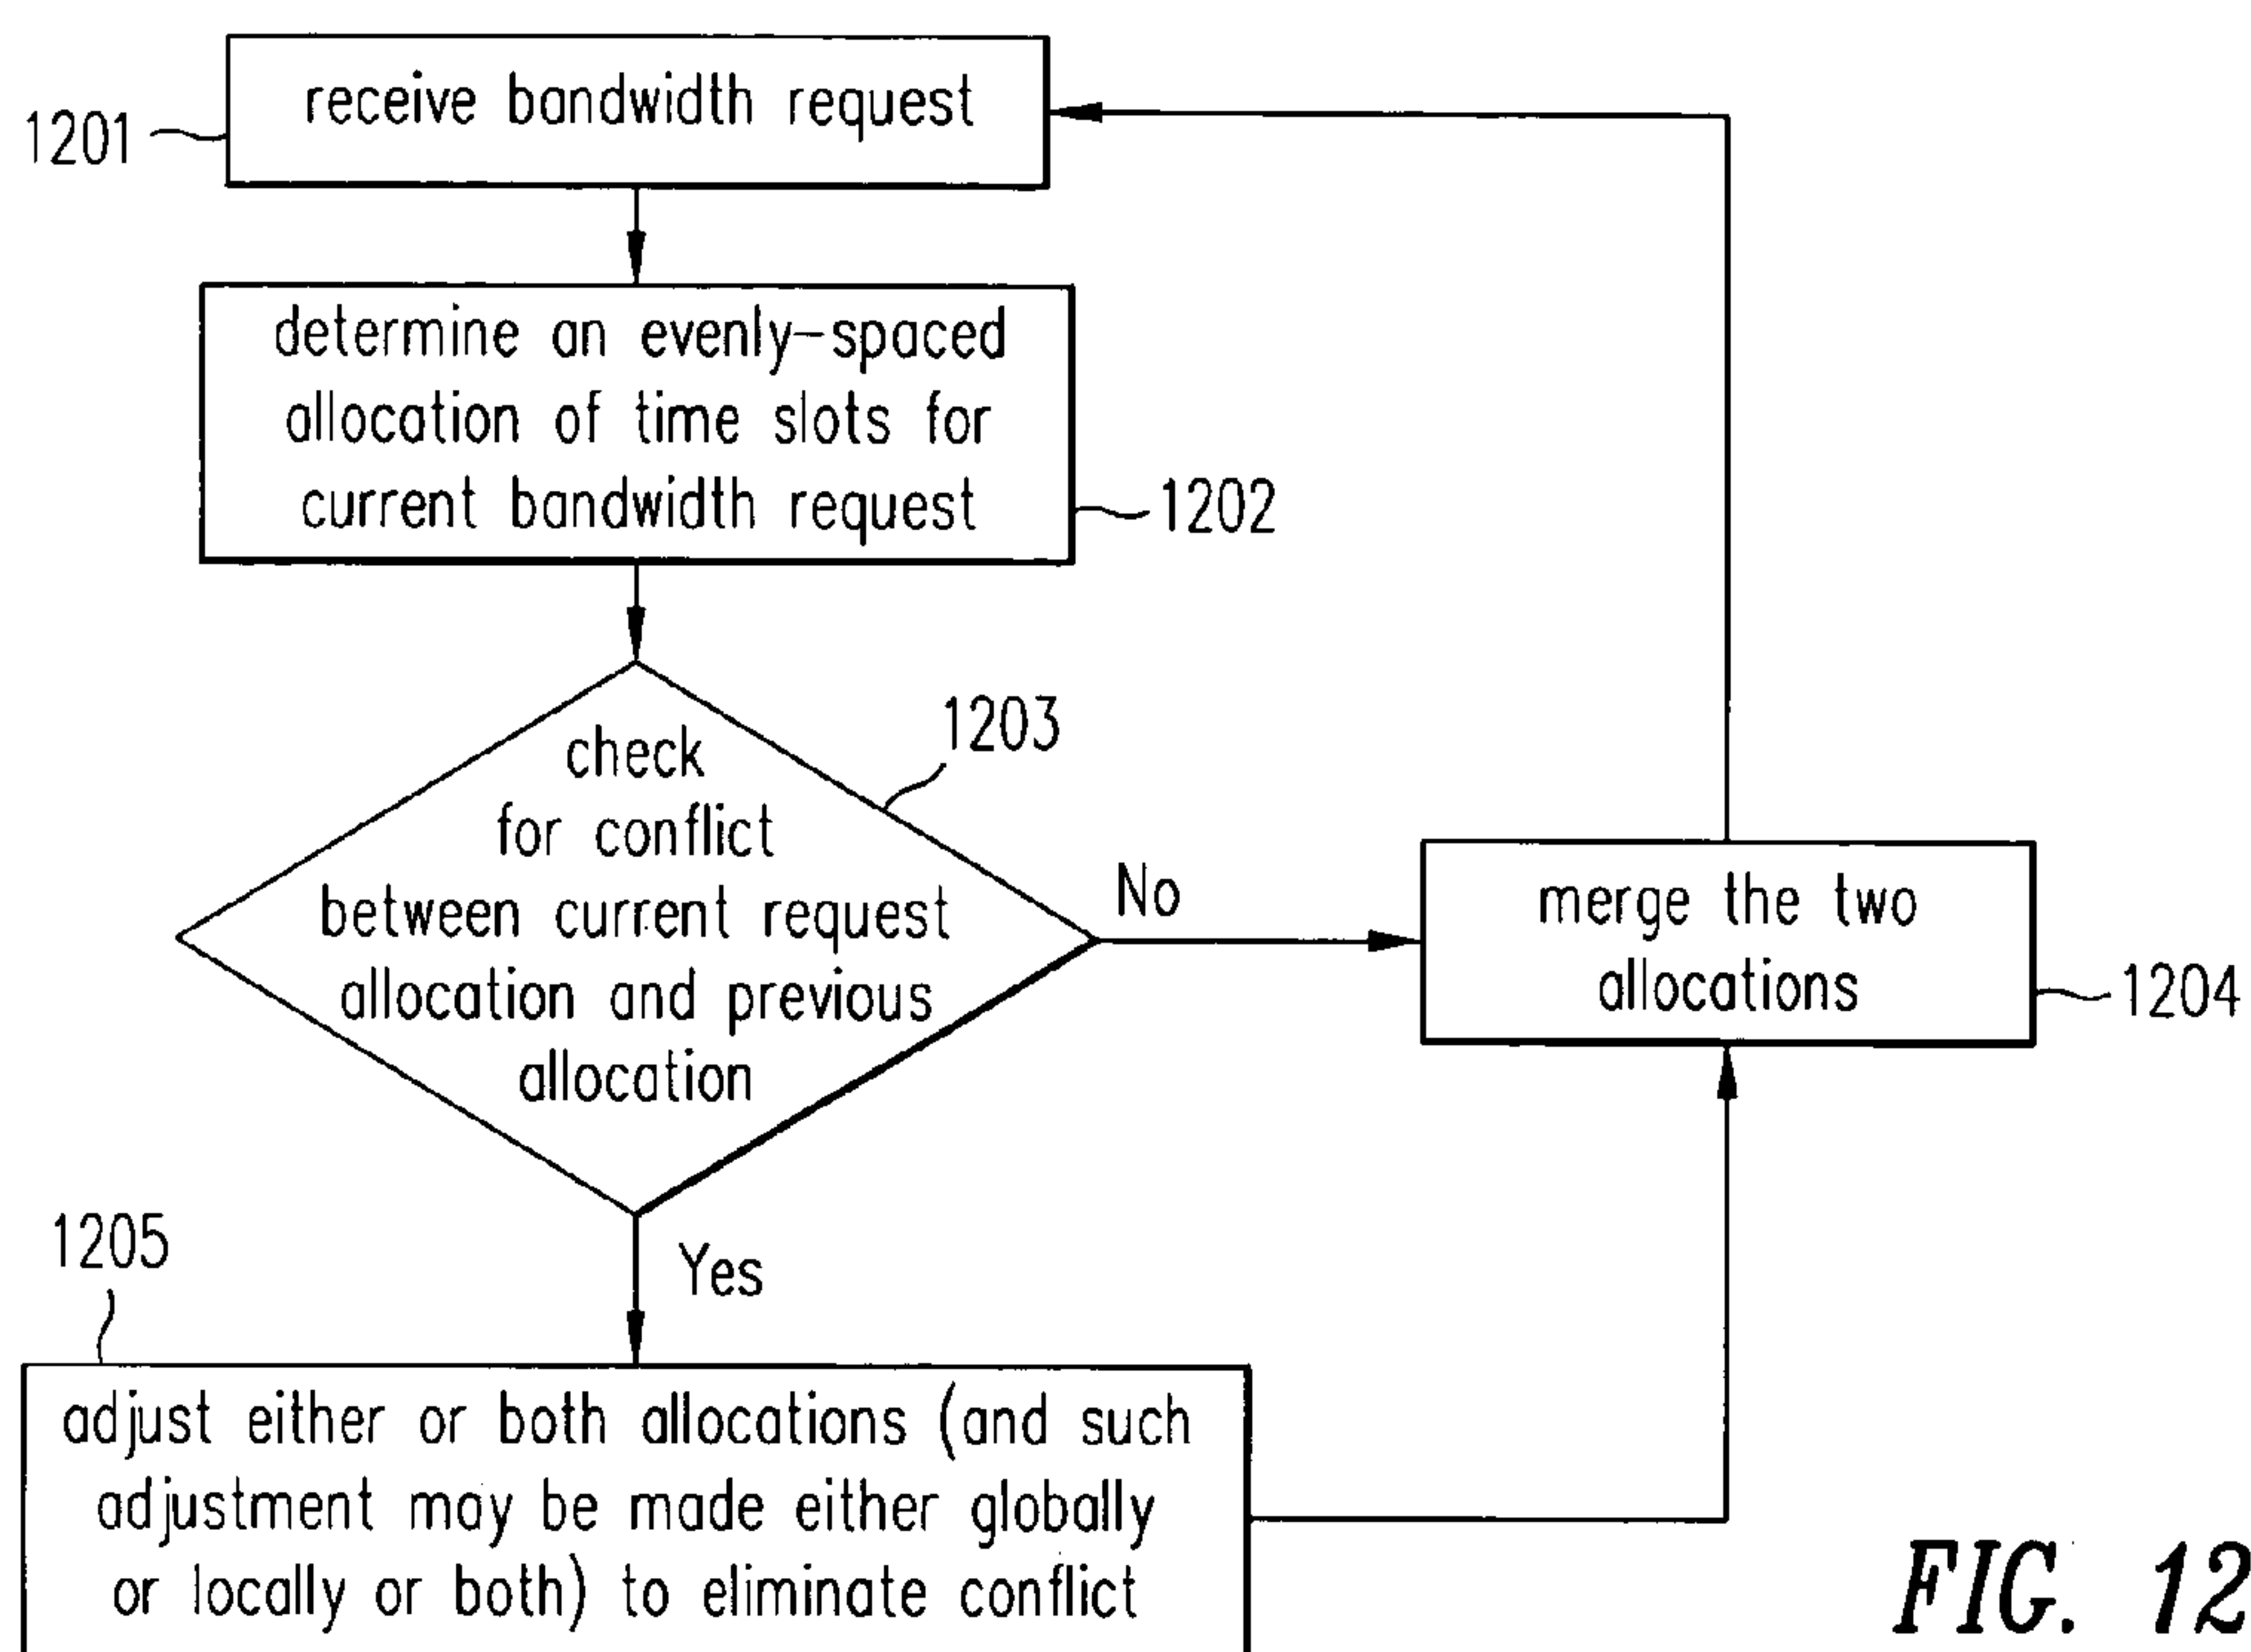 receive bandwidth request
1201
determine an evenly-spaced
allocation of time slots for
current bandwidth request
1202
check
for conflict
between current request
allocation and previous
allocation
1203
No
merge the two
allocations
1204
Yes
1205
adjust either or both allocations (and such
adjustment may be made either globally
or locally or both) to eliminate conflict
FIG. 12